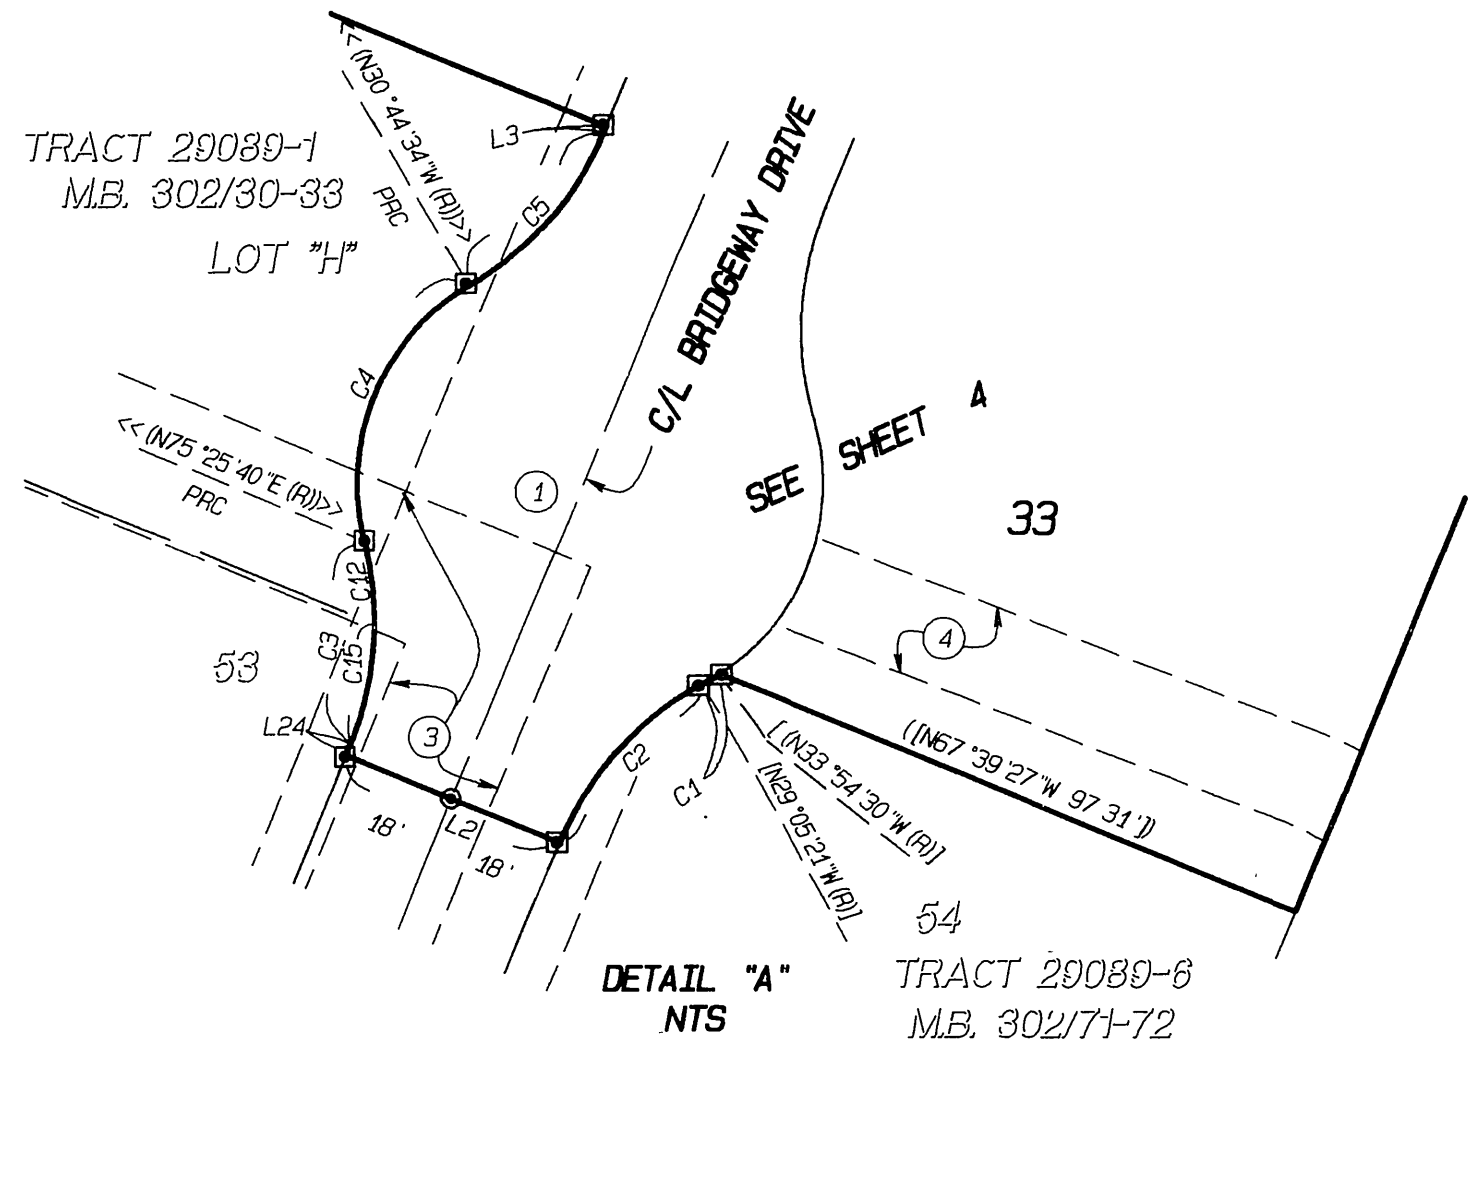 <<(N30°44'34"W (R))>>
PRC
L3
TRACT 29089-1
M.B. 302/30-33
LOT "H"
C5
C/L BRIDGEWAY DRIVE
C4
<<(N75°25'40"E (R))>>
PRC
1
SEE SHEET 4
33
C12
C3
C15
53
L24
3
4
([N67°39'27"W 97.31'])
[(N33°54'30"W (R))]
[N29°05'21"W (R)]
C2
C1
18'
L2
18'
54
TRACT 29089-6
M.B. 302/71-72
DETAIL "A"
NTS